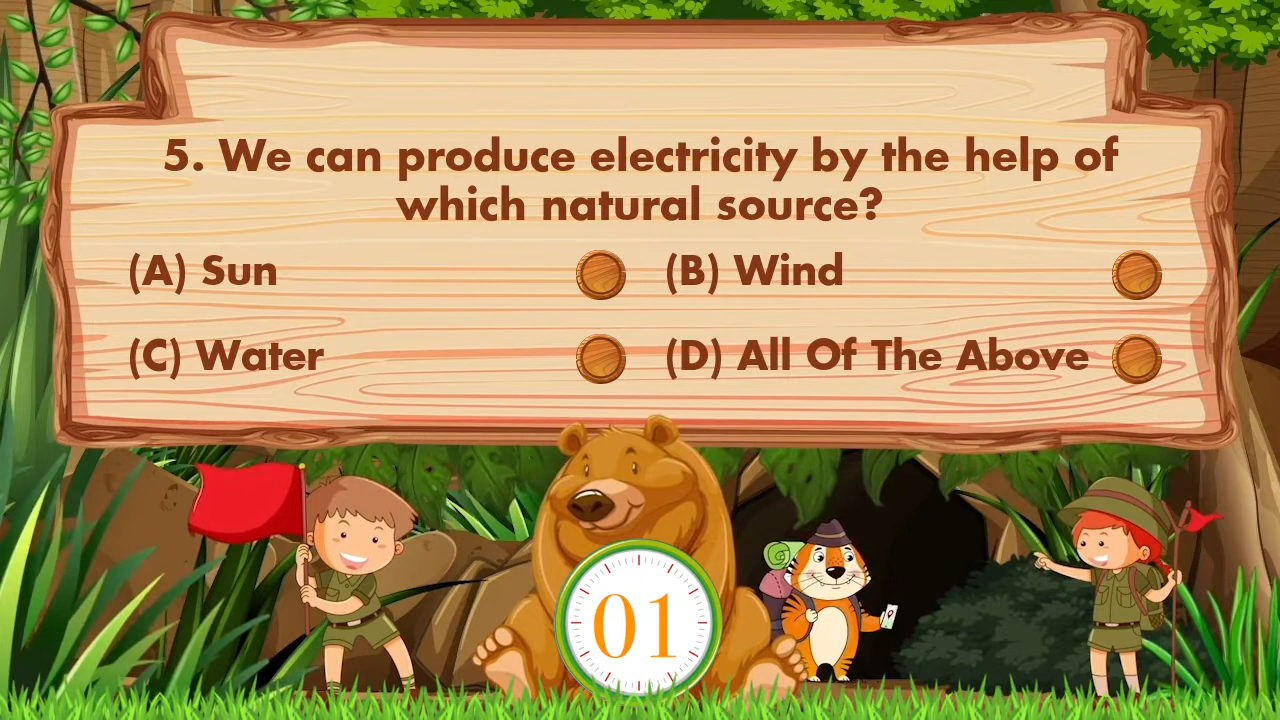 5. We can produce electricity by the help of
which natural source?
(A) Sun
(B) Wind
(C) Water
(D) All Of The Above
01